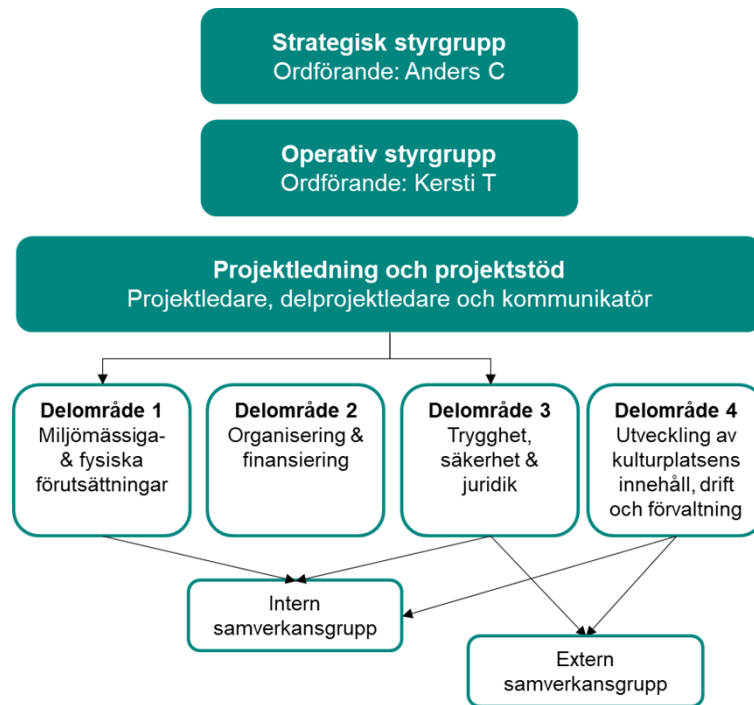 Strategisk styrgrupp
Ordförande: Anders C
Operativ styrgrupp
Ordförande: Kersti T
Projektledning och projektstöd
Projektledare, delprojektledare och kommunikatör
Delområde 1
Miljömässiga-
& fysiska
förutsättningar
Delområde 2
Organisering &
finansiering
Delområde 3
Trygghet,
säkerhet &
juridik
Delområde 4
Utveckling av
kulturplatsens
innehåll, drift
och förvaltning
Intern
samverkansgrupp
Extern
samverkansgrupp